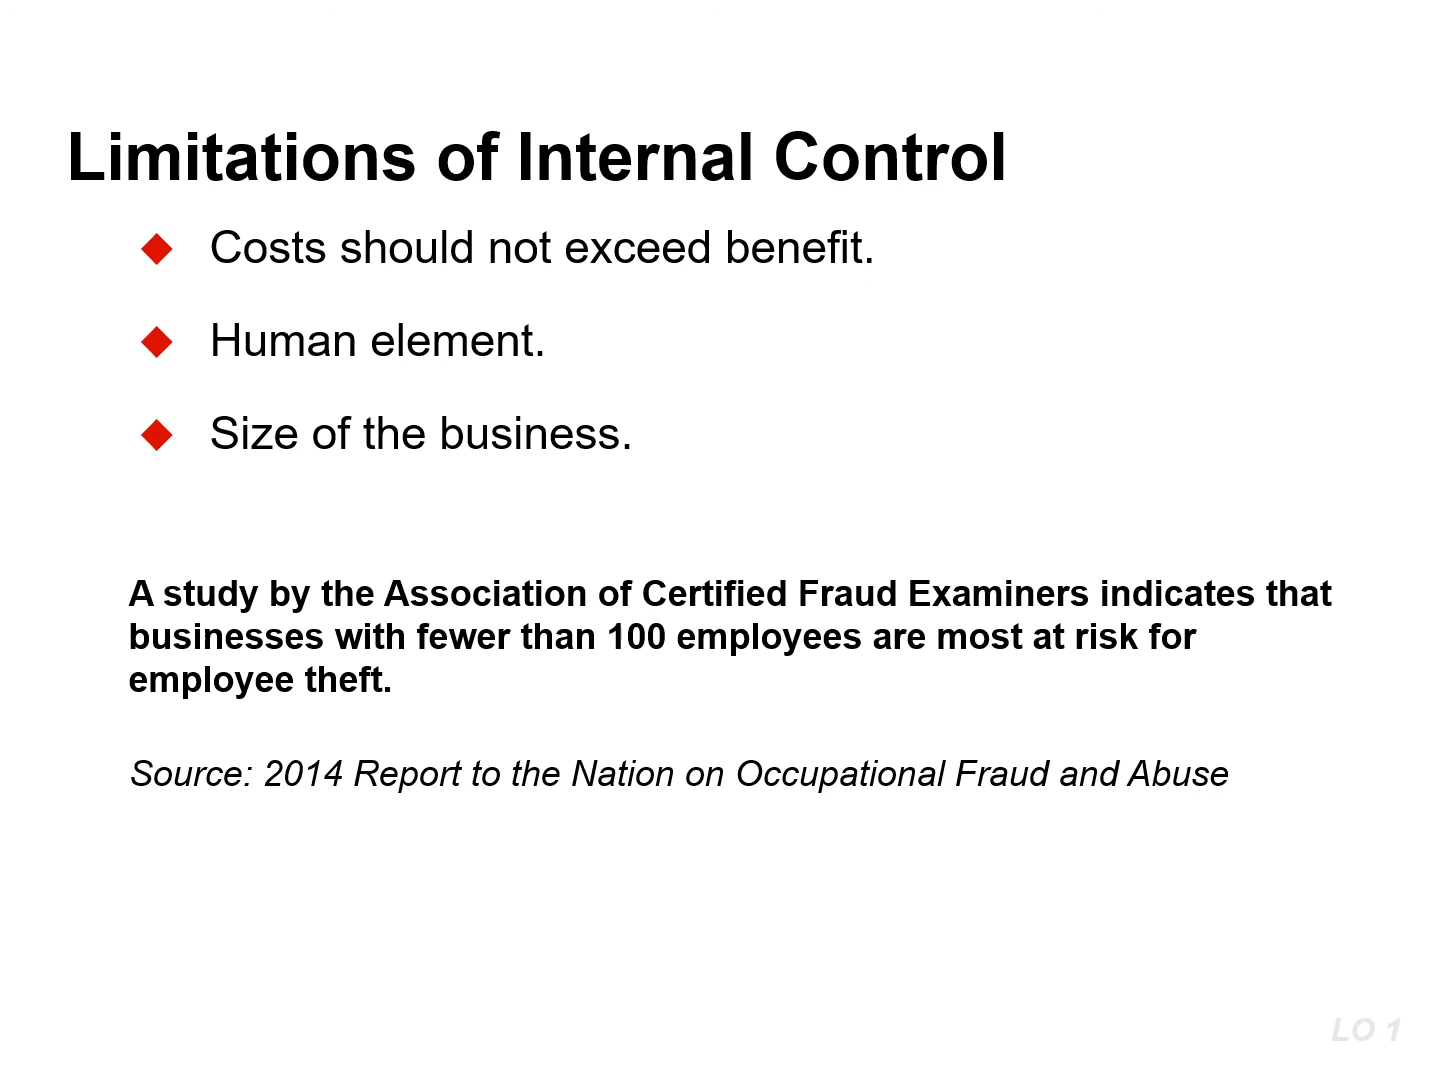 Limitations of Internal Control
Costs should not exceed benefit.
Human element.
Size of the business.
A study by the Association of Certified Fraud Examiners indicates that
businesses with fewer than 100 employees are most at risk for
employee theft.
Source: 2014 Report to the Nation on Occupational Fraud and Abuse
LO 1